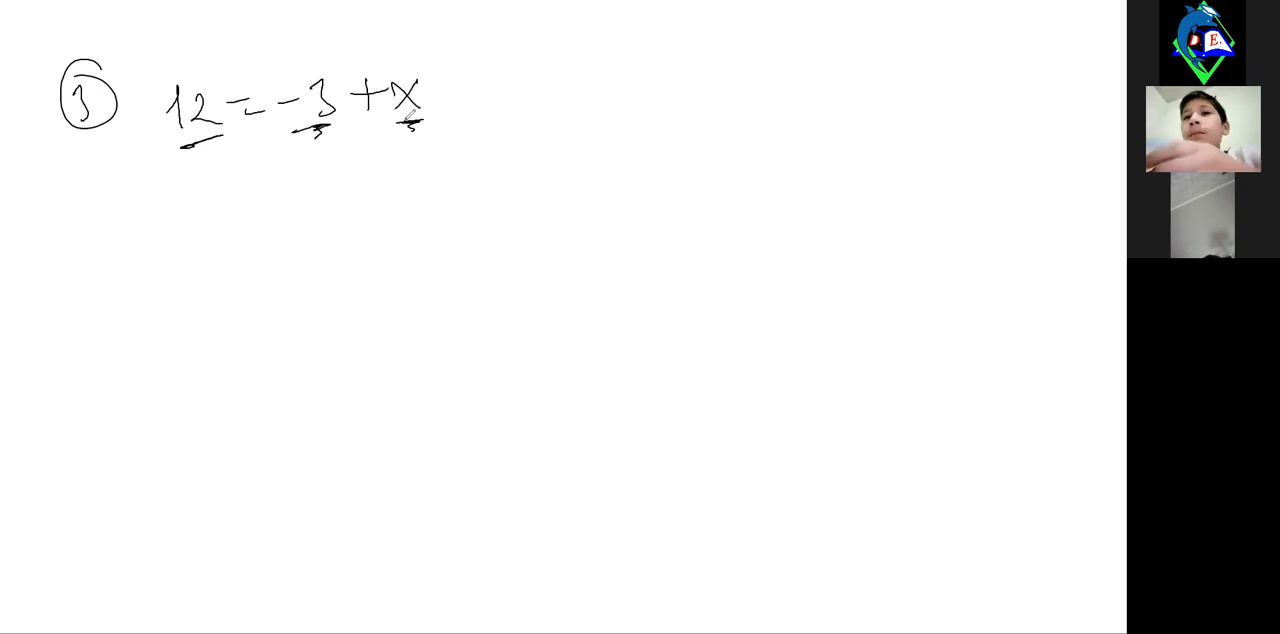 ③ 12 = -3 + x
D. E.